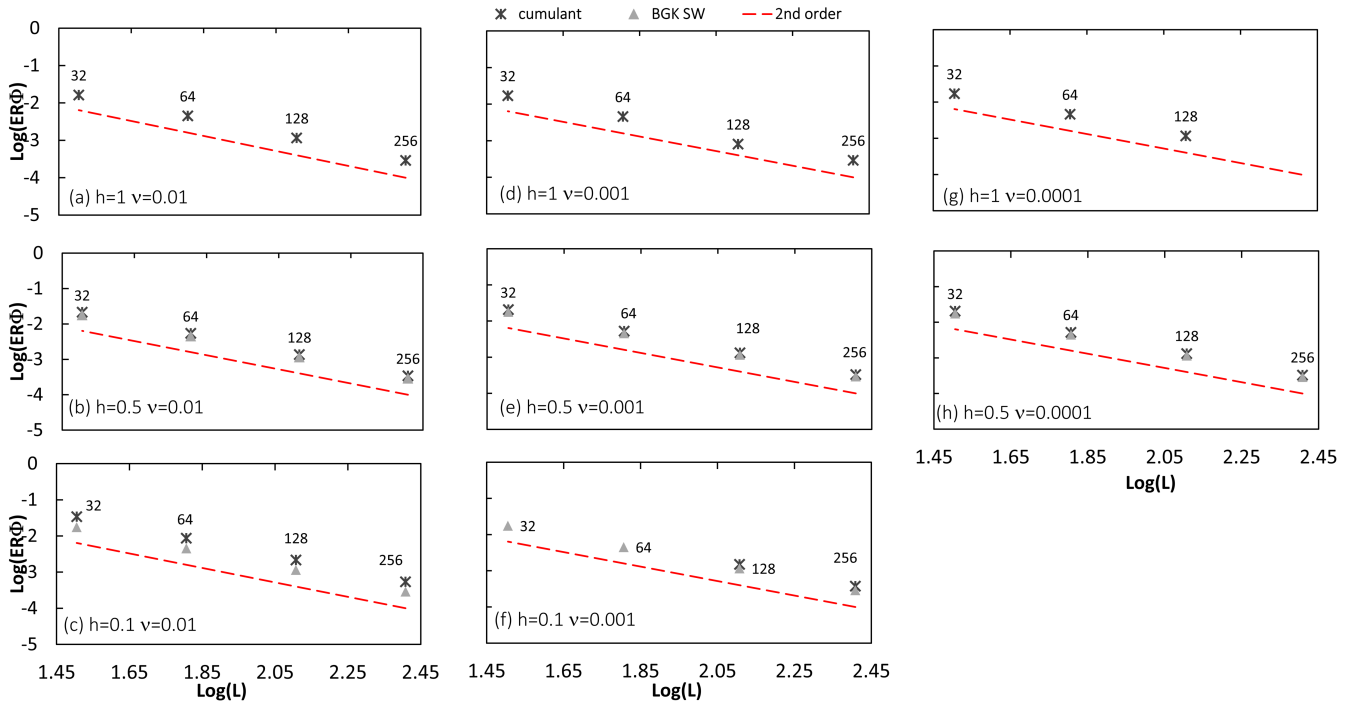 cumulant BGK SW 2nd order
0
-1
-2
-3
-4
-5
Log(ERΦ)
32
64
128
256
(a) h=1 ν=0.01
32
64
128
256
(d) h=1 ν=0.001
32
64
128
(g) h=1 ν=0.0001
0
-1
-2
-3
-4
-5
Log(ERΦ)
32
64
128
256
(b) h=0.5 ν=0.01
32
64
128
256
(e) h=0.5 ν=0.001
32
64
128
256
(h) h=0.5 ν=0.0001
1.45 1.65 1.85 2.05 2.25 2.45
Log(L)
0
-1
-2
-3
-4
-5
Log(ERΦ)
32
64
128
256
(c) h=0.1 ν=0.01
1.45 1.65 1.85 2.05 2.25 2.45
Log(L)
32
64
128
256
(f) h=0.1 ν=0.001
1.45 1.65 1.85 2.05 2.25 2.45
Log(L)